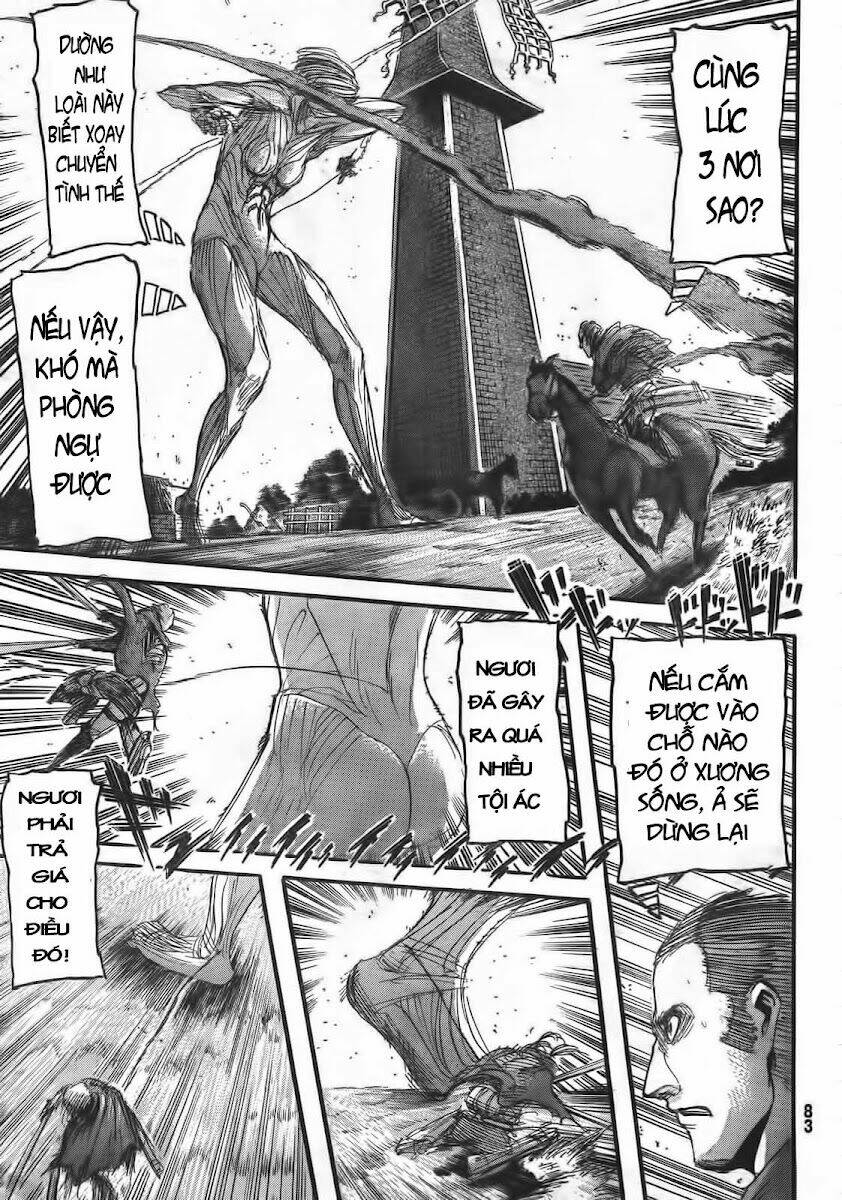 CÙNG
LÚC
3 NƠI
SAO?
DƯỜNG
NHƯ
LOÀI NÀY
BIẾT XOAY
CHUYỂN
TÌNH THẾ
NẾU VẬY,
KHÓ MÀ
PHÒNG
NGỰ
ĐƯỢC
NẾU CẮM
ĐƯỢC VÀO
CHỖ NÀO
ĐÓ Ở XƯƠNG
SỐNG, Ả SẼ
DỪNG LẠI
NGƯƠI
ĐÃ GÂY
RA QUÁ
NHIỀU
TỘI ÁC
NGƯƠI
PHẢI
TRẢ
GIÁ
CHO
ĐIỀU
ĐÓ!
83